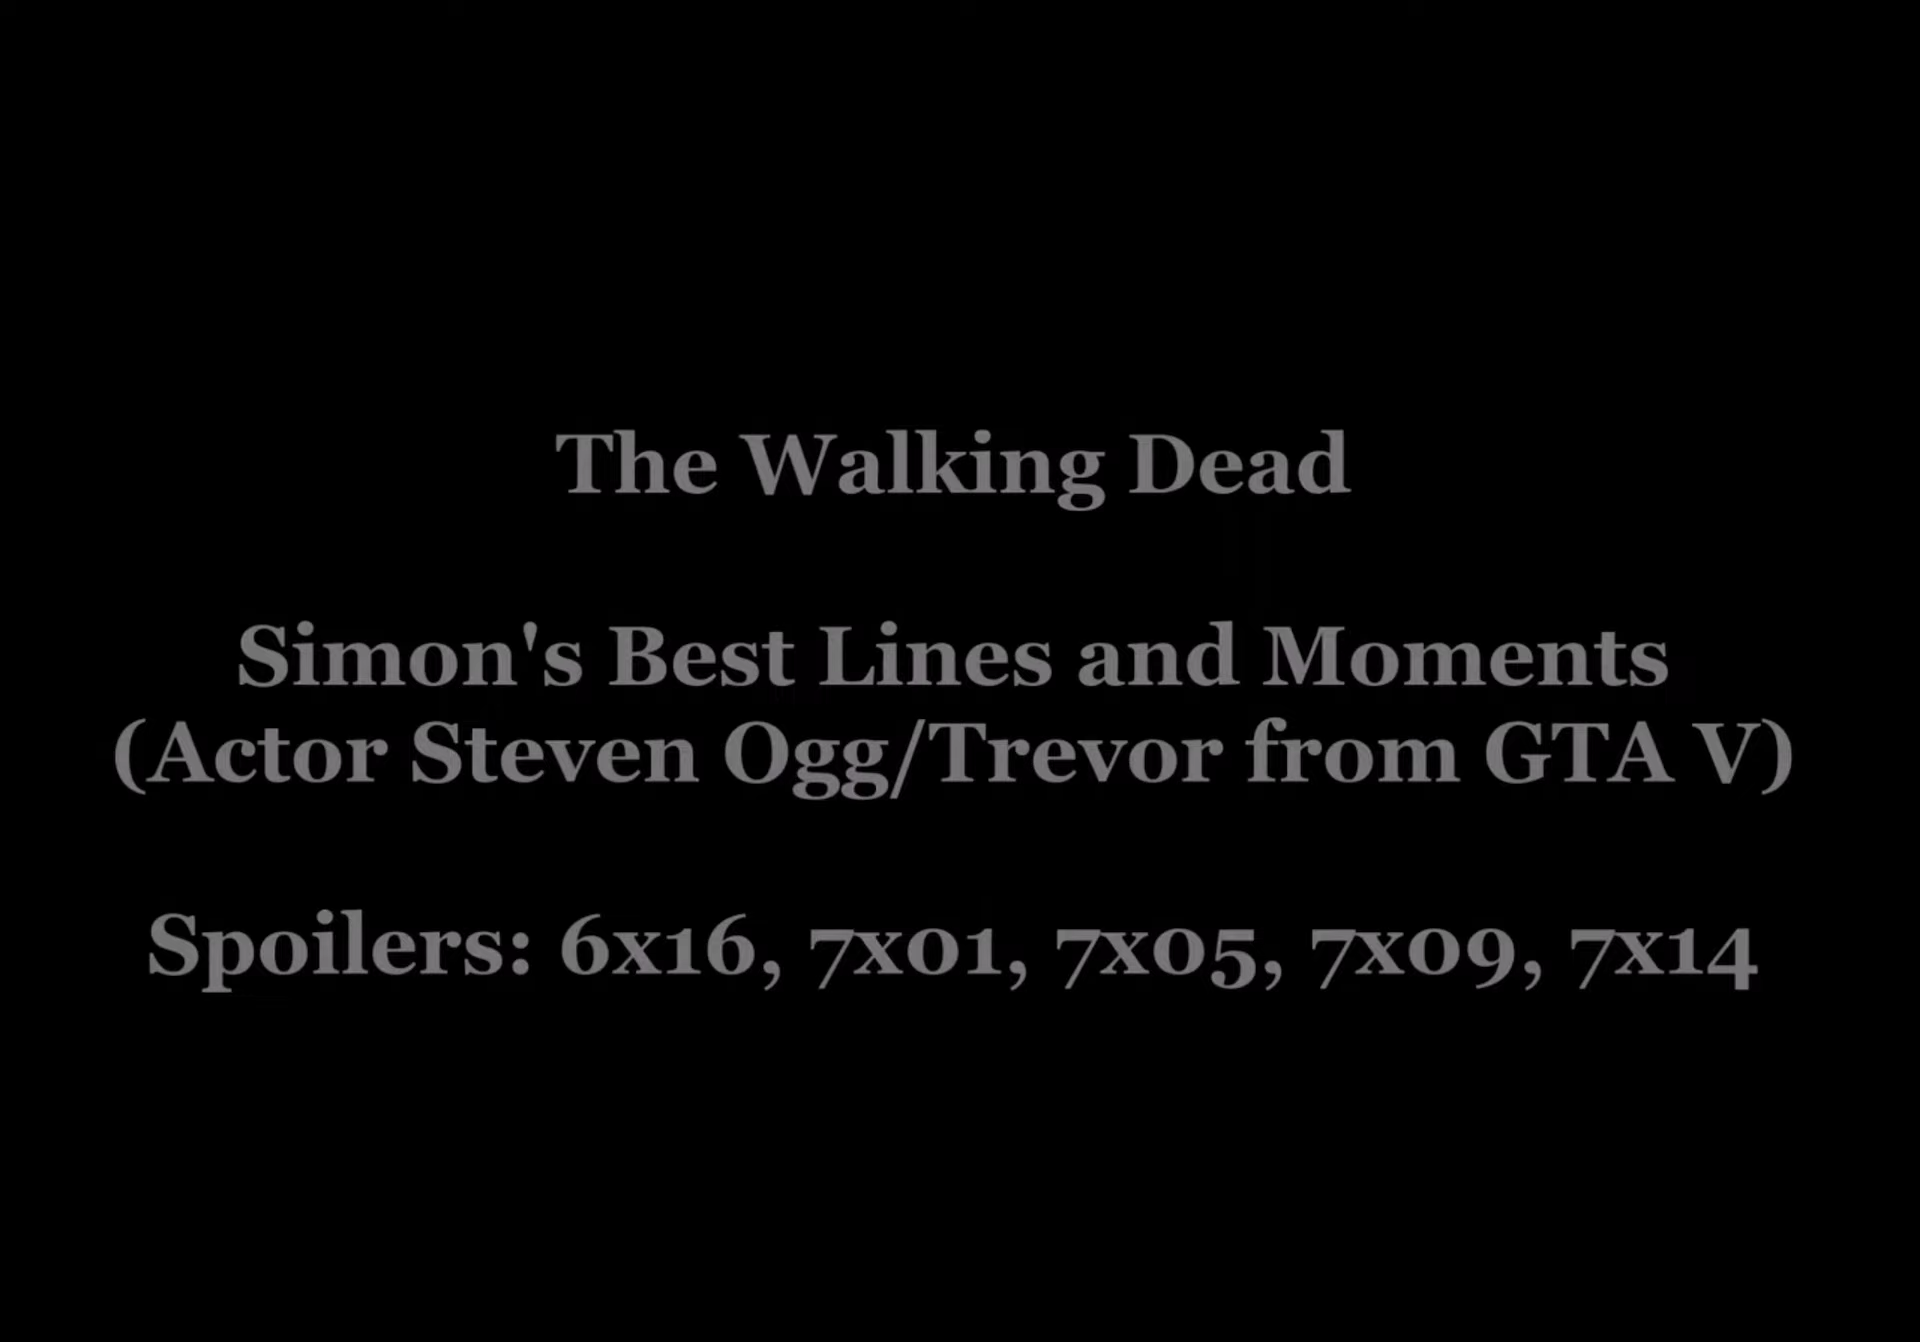 The Walking Dead
Simon's Best Lines and Moments
(Actor Steven Ogg/Trevor from GTA V)
Spoilers: 6x16, 7x01, 7x05, 7x09, 7x14